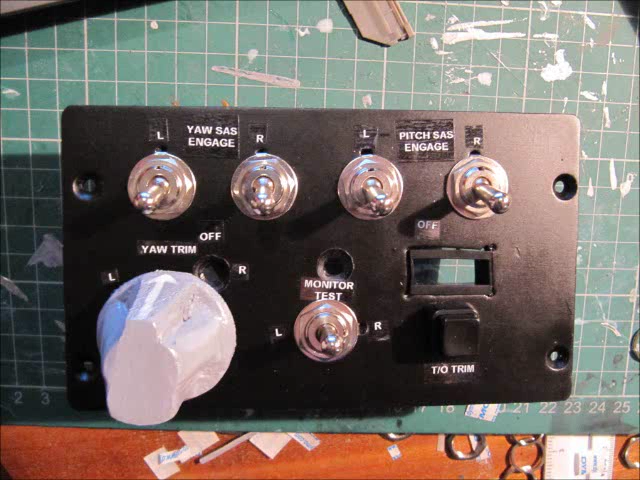 L
YAW SAS
ENGAGE
R
L
PITCH SAS
ENGAGE
R
OFF
OFF
YAW TRIM
L
R
MONITOR
TEST
L
R
T/O TRIM
2 3
17 18 20 21 22 23 24 25